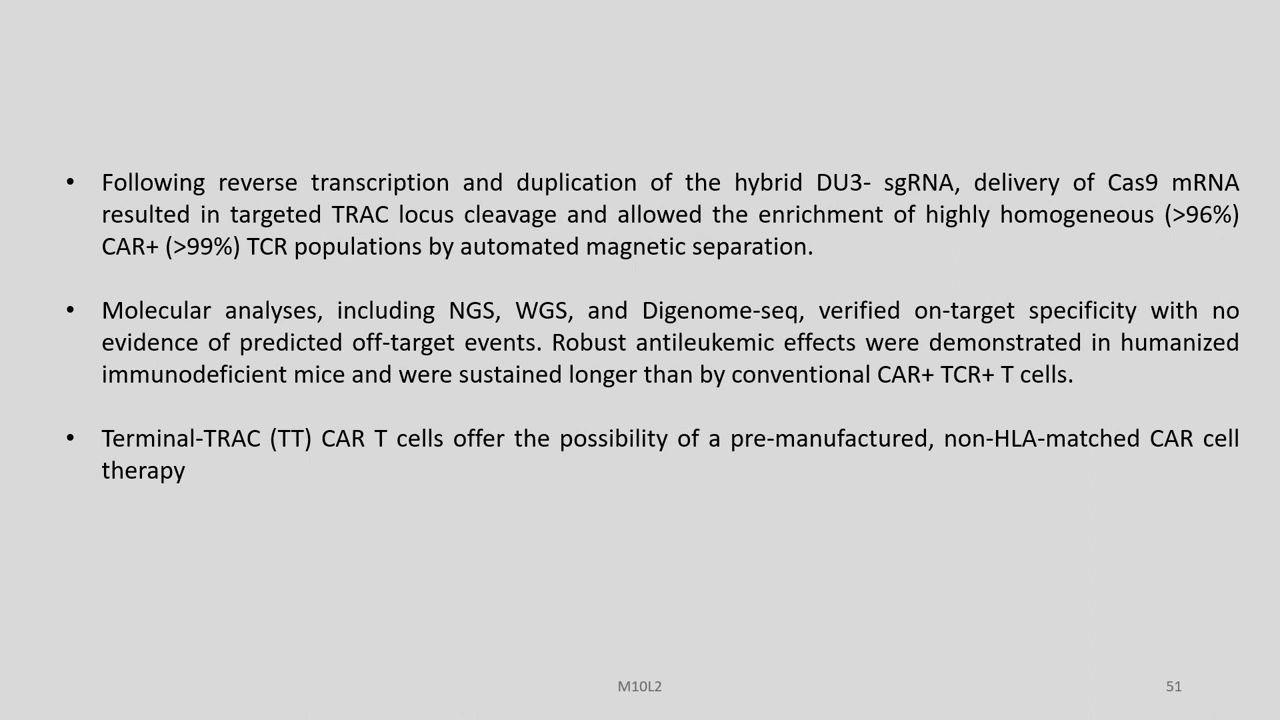 • Following reverse transcription and duplication of the hybrid DU3- sgRNA, delivery of Cas9 mRNA
resulted in targeted TRAC locus cleavage and allowed the enrichment of highly homogeneous (>96%)
CAR+ (>99%) TCR populations by automated magnetic separation.
• Molecular analyses, including NGS, WGS, and Digenome-seq, verified on-target specificity with no
evidence of predicted off-target events. Robust antileukemic effects were demonstrated in humanized
immunodeficient mice and were sustained longer than by conventional CAR+ TCR+ T cells.
• Terminal-TRAC (TT) CAR T cells offer the possibility of a pre-manufactured, non-HLA-matched CAR cell
therapy
M10L2
51